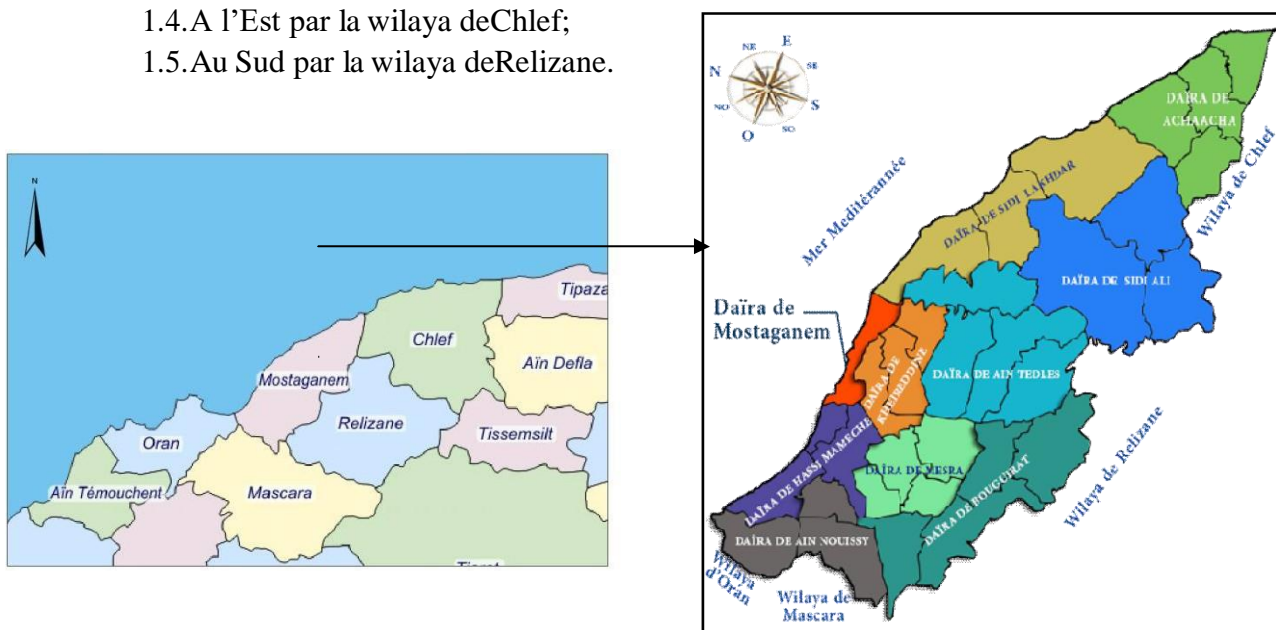 1.4.A l’Est par la wilaya deChlef;
1.5.Au Sud par la wilaya deRelizane.
N
Tipaza
Chlef
Aïn Defla
Mostaganem
Relizane
Tissemsilt
Oran
Aïn Témouchent
Mascara
NE
E
N
SE
NO
S
O
SO
DAÏRA DE
ACHAACHA
Wilaya de Chlef
Mer Meditérannée
DAÏRA DE SIDI LAKHDAR
DAÏRA DE SIDI ALI
Daïra de
Mostaganem
DAÏRA DE
KHEIREDDINE
DAÏRA DE AIN TEDLES
DAÏRA DE HASSI MAMECHE
DAÏRA DE MESRA
DAÏRA DE BOUGUIRAT
Wilaya de Relizane
DAÏRA DE AIN NOUISSY
Wilaya
d'Oran
Wilaya de
Mascara